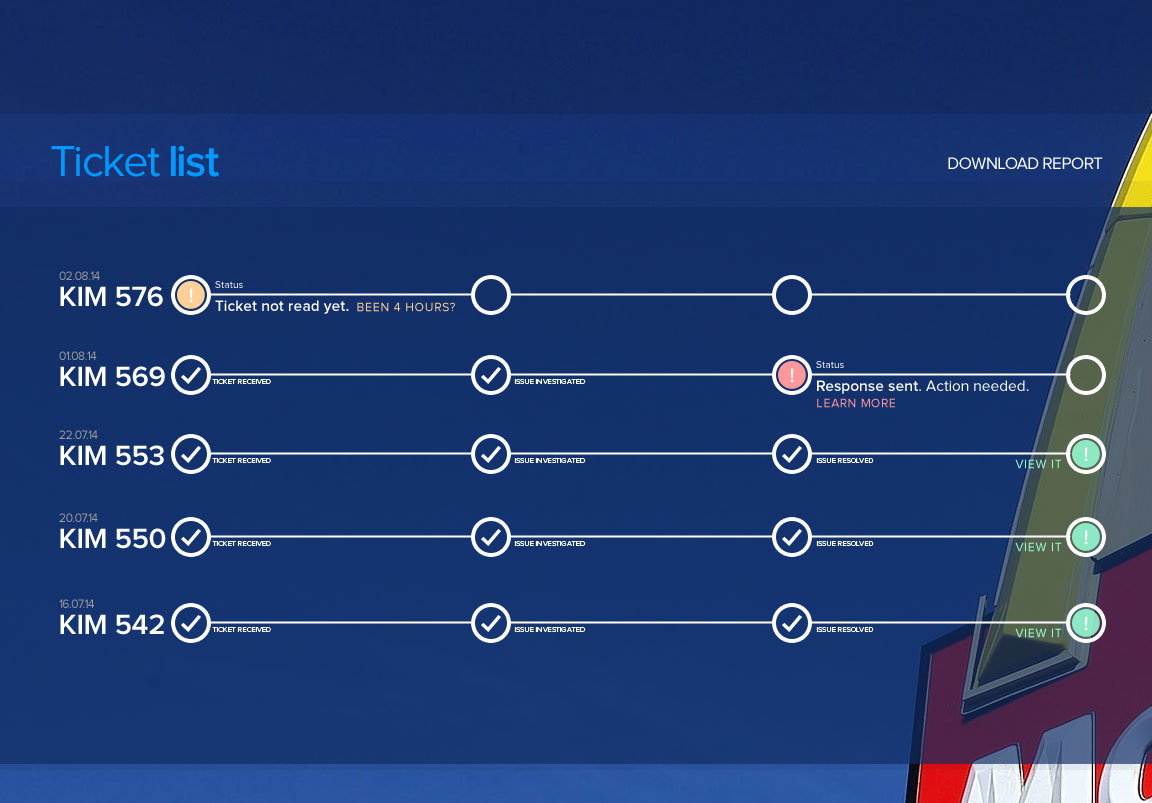 Ticket list
DOWNLOAD REPORT
02.08.14
KIM 576
!
Status
Ticket not read yet. BEEN 4 HOURS?
01.08.14
KIM 569
TICKET RECEIVED
ISSUE INVESTIGATED
!
Status
Response sent. Action needed.
LEARN MORE
22.07.14
KIM 553
TICKET RECEIVED
ISSUE INVESTIGATED
ISSUE RESOLVED
VIEW IT
!
20.07.14
KIM 550
TICKET RECEIVED
ISSUE INVESTIGATED
ISSUE RESOLVED
VIEW IT
!
16.07.14
KIM 542
TICKET RECEIVED
ISSUE INVESTIGATED
ISSUE RESOLVED
VIEW IT
!